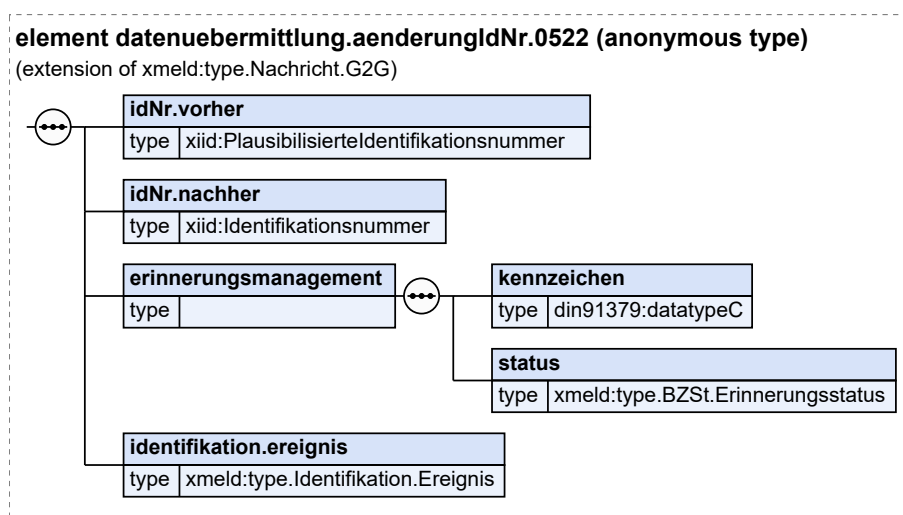 element datenuebermittlung.aenderungIdNr.0522 (anonymous type)
(extension of xmeld:type.Nachricht.G2G)
idNr.vorher
type xiid:PlausibilisierteIdentifikationsnummer
idNr.nachher
type xiid:Identifikationsnummer
erinnerungsmanagement
type
kennzeichen
type din91379:datatypeC
status
type xmeld:type.BZSt.Erinnerungsstatus
identifikation.ereignis
type xmeld:type.Identifikation.Ereignis